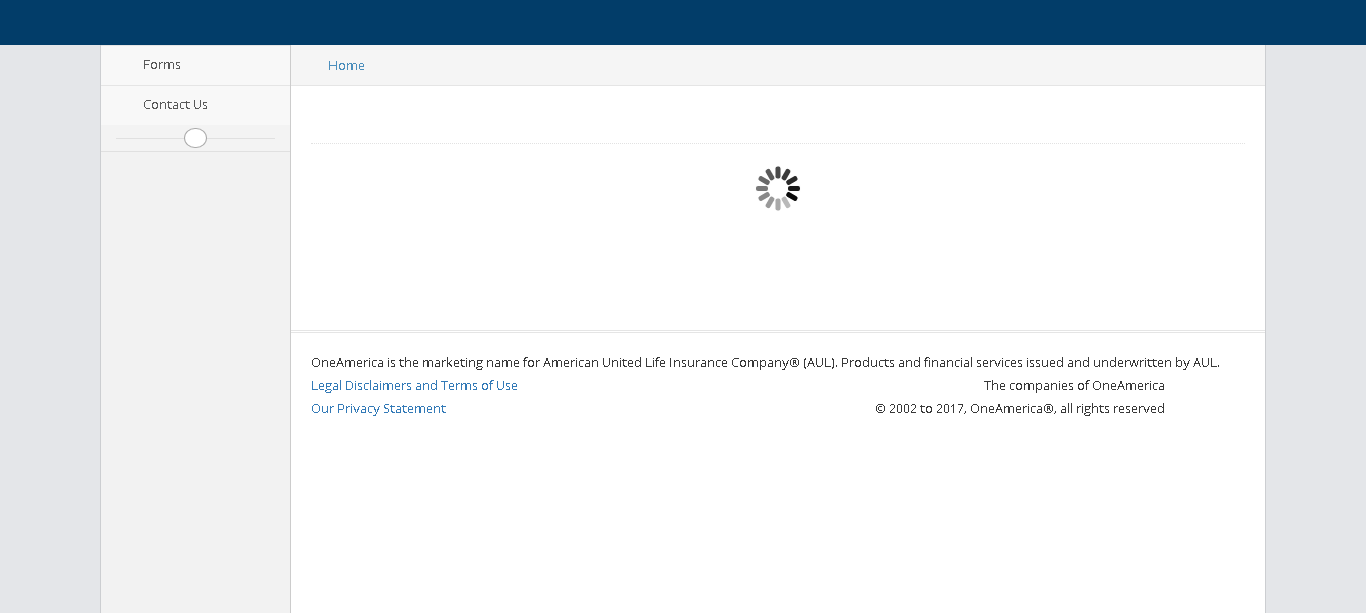 Forms
Home
Contact Us
OneAmerica is the marketing name for American United Life Insurance Company® (AUL). Products and financial services issued and underwritten by AUL.
Legal Disclaimers and Terms of Use
The companies of OneAmerica
Our Privacy Statement
© 2002 to 2017, OneAmerica®, all rights reserved